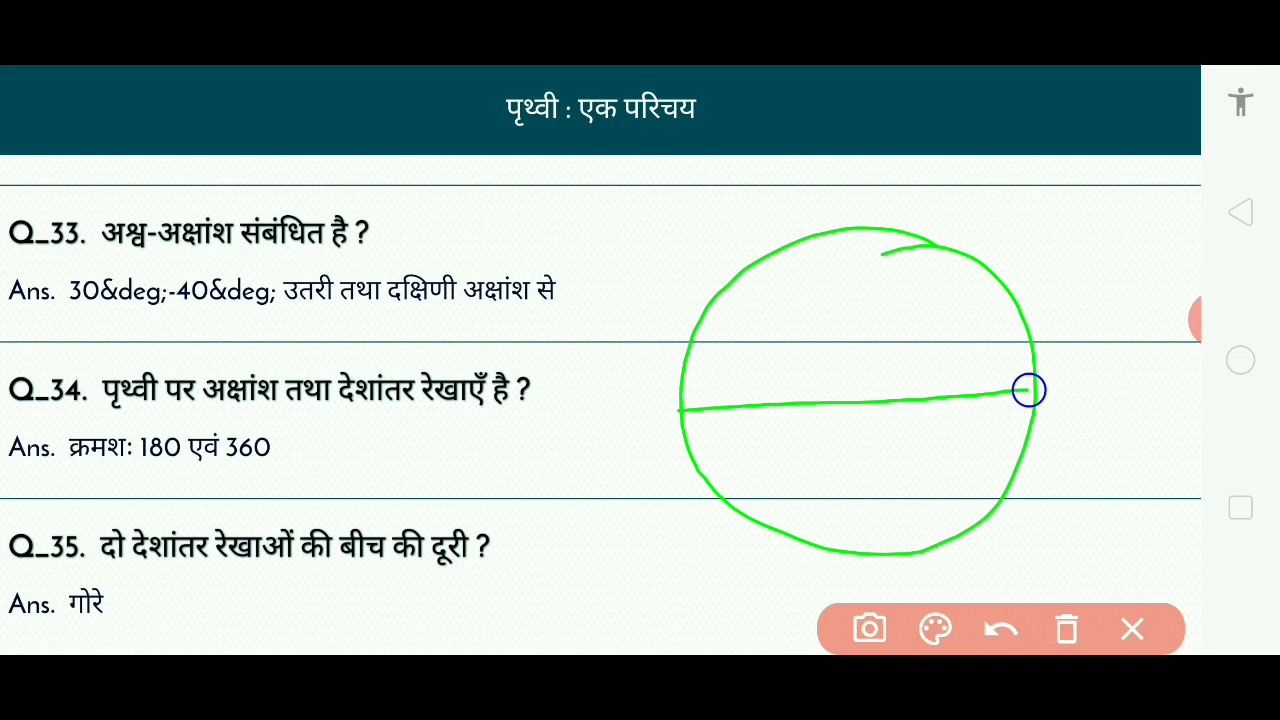 पृथ्वी : एक परिचय
Q_33. अश्व-अक्षांश संबंधित है ?
Ans. 30&deg;-40&deg; उतरी तथा दक्षिणी अक्षांश से
Q_34. पृथ्वी पर अक्षांश तथा देशांतर रेखाएँ है ?
Ans. क्रमशः 180 एवं 360
Q_35. दो देशांतर रेखाओं की बीच की दूरी ?
Ans. गोरे